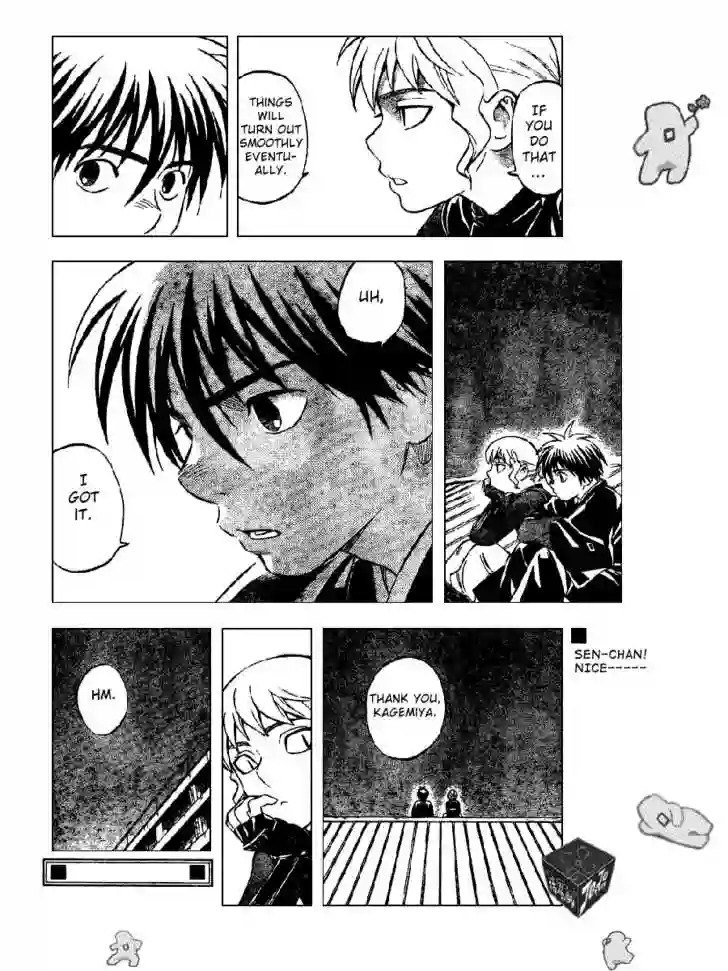 IF
YOU
DO
THAT
...
THINGS
WILL
TURN OUT
SMOOTHLY
EVENTU-
ALLY.
UH,
I
GOT
IT.
THANK YOU,
KAGEMIYA.
HM.
SEN-CHAN!
NICE-----